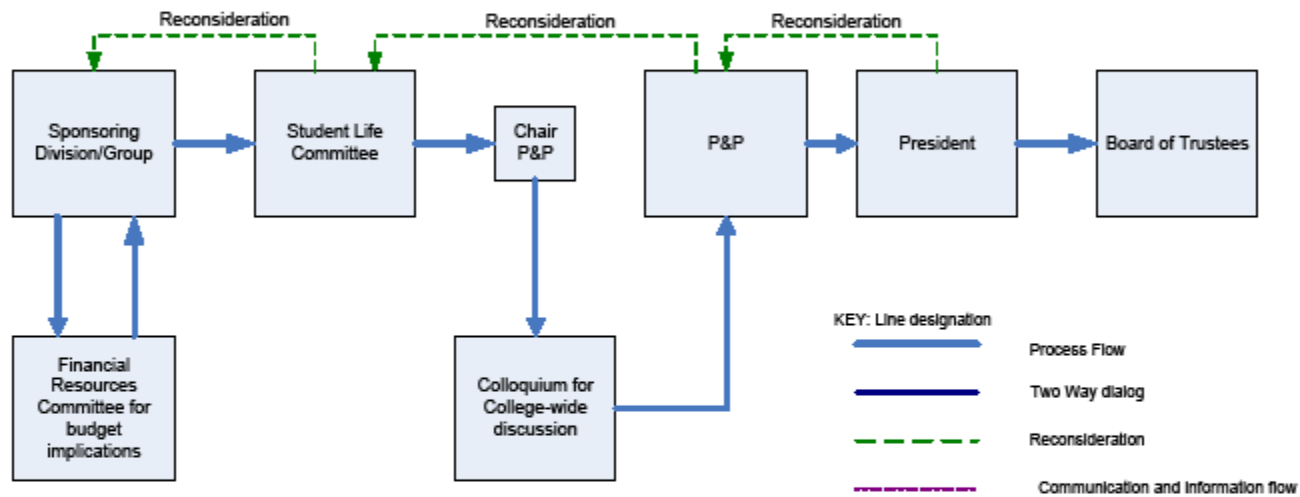 Reconsideration
Reconsideration
Reconsideration
Sponsoring
Division/Group
Student Life
Committee
Chair
P&P
P&P
President
Board of Trustees
Financial
Resources
Committee for
budget
implications
Colloquium for
College-wide
discussion
KEY: Line designation
Process Flow
Two Way dialog
Reconsideration
Communication and information flow